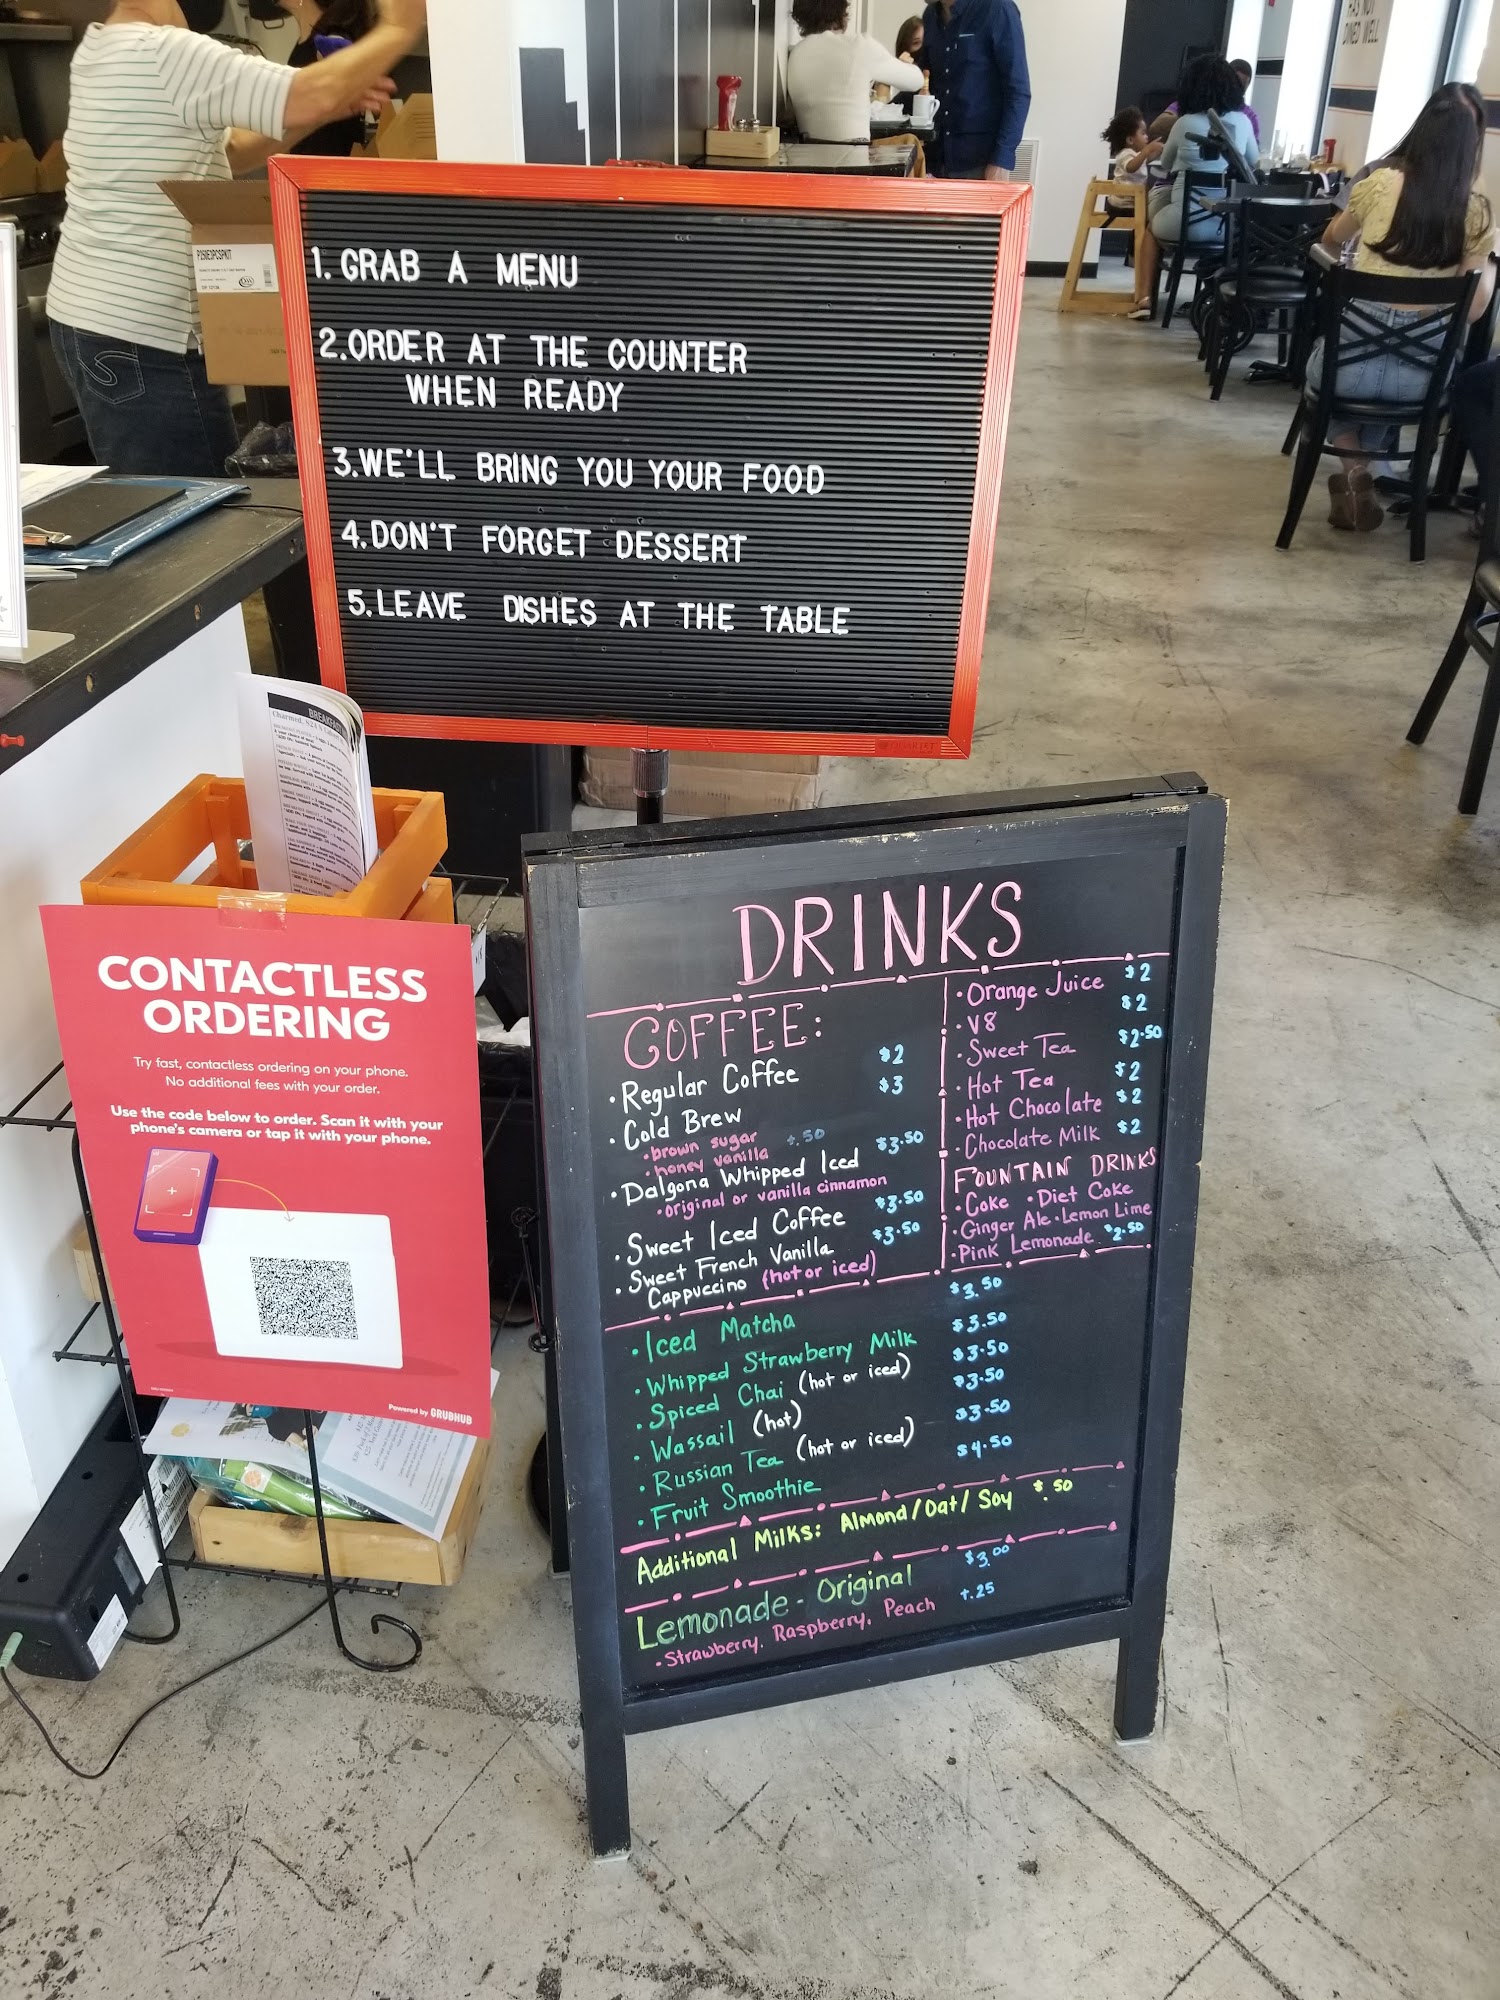 HAS NOT
DINED WELL
P2SNE3PCSPKIT
1. GRAB A MENU
2. ORDER AT THE COUNTER
WHEN READY
3. WE'LL BRING YOU YOUR FOOD
4. DON'T FORGET DESSERT
5. LEAVE DISHES AT THE TABLE
BREAKFAST
CONTACTLESS
ORDERING
Try fast, contactless ordering on your phone.
No additional fees with your order.
Use the code below to order. Scan it with your
phone's camera or tap it with your phone.
Powered by GRUBHUB
DRINKS
COFFEE:
• Regular Coffee $2
• Cold Brew $3
• brown sugar +.50
• honey vanilla
• Dalgona Whipped Iced $3.50
• original or vanilla cinnamon
• Sweet Iced Coffee $3.50
• Sweet French Vanilla $3.50
Cappuccino (hot or iced)
• Orange Juice $2
• V8 $2
• Sweet Tea $2.50
• Hot Tea $2
• Hot Chocolate $2
• Chocolate Milk $2
FOUNTAIN DRINKS
• Coke • Diet Coke
• Ginger Ale • Lemon Lime
• Pink Lemonade $2.50
• Iced Matcha $3.50
• Whipped Strawberry Milk $3.50
• Spiced Chai (hot or iced) $3.50
• Wassail (hot) $3.50
• Russian Tea (hot or iced) $3.50
• Fruit Smoothie $4.50
Additional Milks: Almond/Oat/Soy $.50
Lemonade - Original $3.00
• Strawberry, Raspberry, Peach +.25